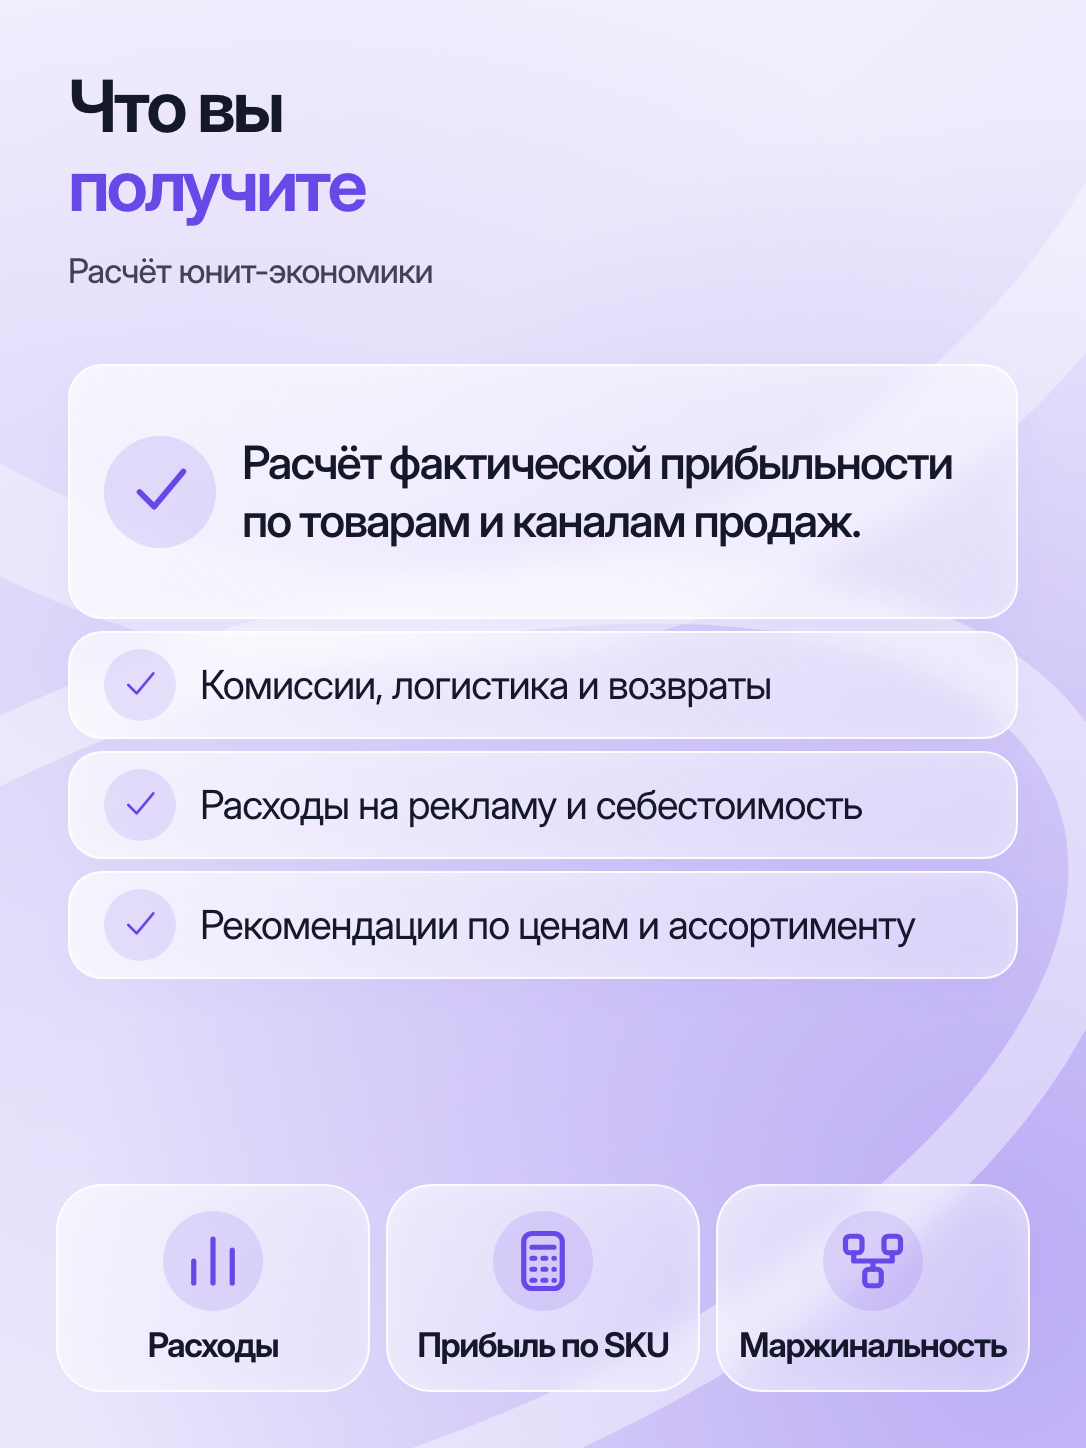 Что вы
получите
Расчёт юнит-экономики
Расчёт фактической прибыльности
по товарам и каналам продаж.
Комиссии, логистика и возвраты
Расходы на рекламу и себестоимость
Рекомендации по ценам и ассортименту
Расходы
Прибыль по SKU
Маржинальность